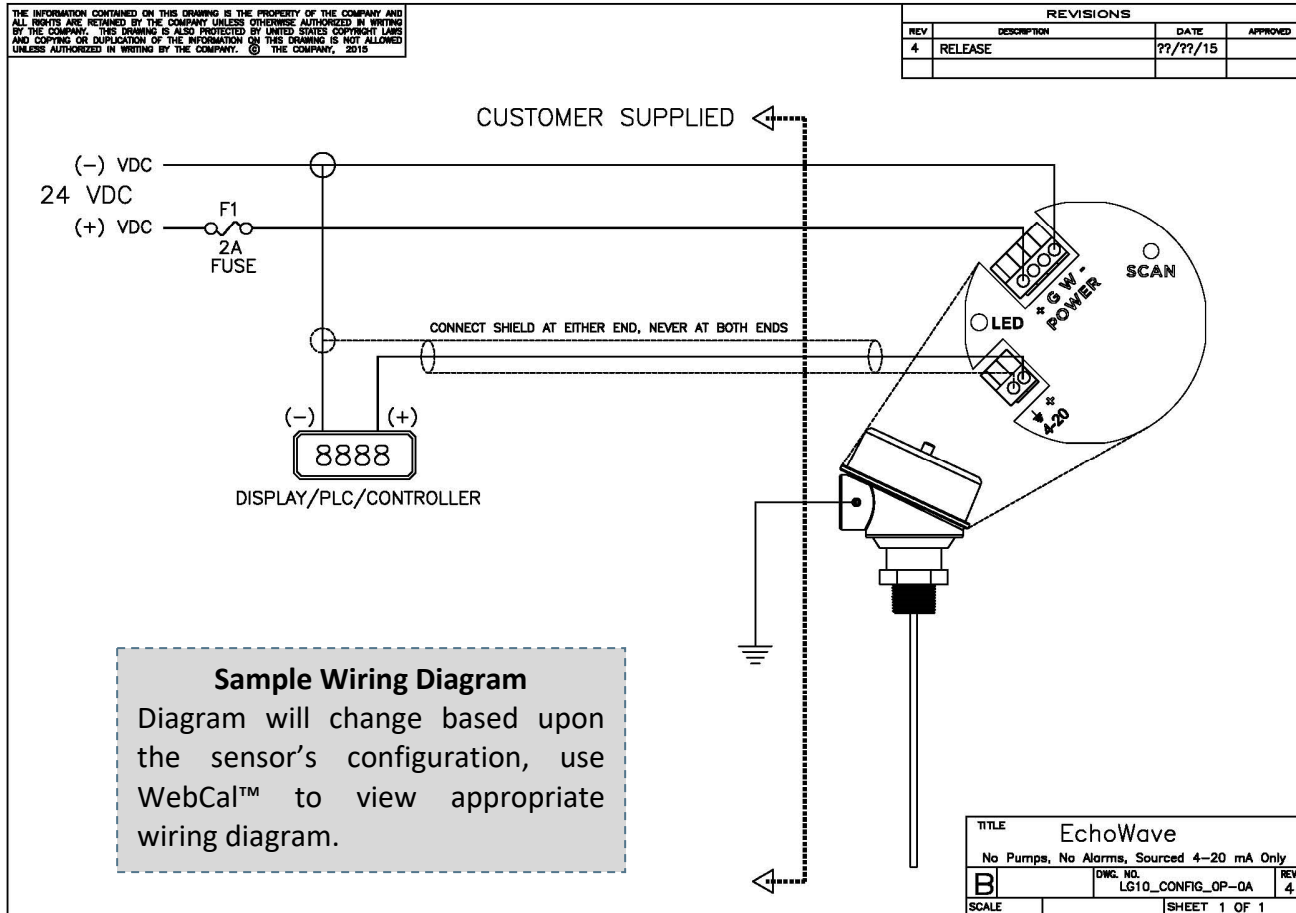 THE INFORMATION CONTAINED ON THIS DRAWING IS THE PROPERTY OF THE COMPANY AND
ALL RIGHTS ARE RETAINED BY THE COMPANY UNLESS OTHERWISE AUTHORIZED IN WRITING
BY THE COMPANY. THIS DRAWING IS ALSO PROTECTED BY UNITED STATES COPYRIGHT LAWS
AND COPYING OR DUPLICATION OF THE INFORMATION ON THIS DRAWING IS NOT ALLOWED
UNLESS AUTHORIZED IN WRITING BY THE COMPANY. © THE COMPANY, 2015
REVISIONS
REV DESCRIPTION DATE APPROVED
4 RELEASE ??/??/15
CUSTOMER SUPPLIED
(-) VDC
24 VDC
(+) VDC
F1
2A
FUSE
SCAN
+ G W -
POWER
LED
CONNECT SHIELD AT EITHER END, NEVER AT BOTH ENDS
+
4-20
(-) (+)
8888
DISPLAY/PLC/CONTROLLER
Sample Wiring Diagram
Diagram will change based upon
the sensor's configuration, use
WebCal™ to view appropriate
wiring diagram.
TITLE EchoWave
No Pumps, No Alarms, Sourced 4-20 mA Only
B DWG. NO. LG10_CONFIG_0P-0A REV 4
SCALE SHEET 1 OF 1